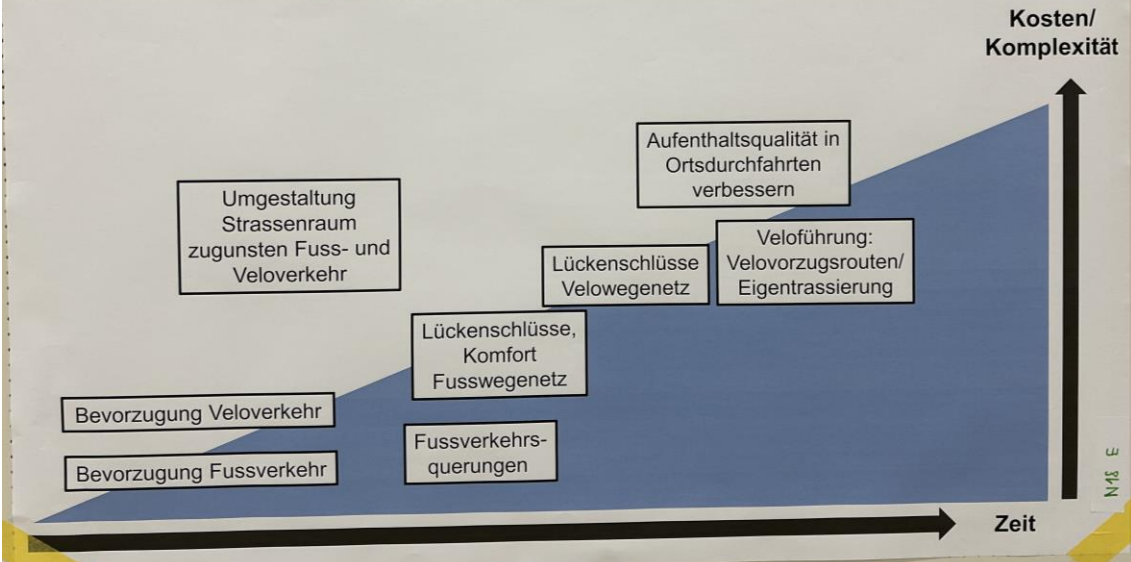 Kosten/
Komplexität
Aufenthaltsqualität in
Ortsdurchfahrten
verbessern
Umgestaltung
Strassenraum
zugunsten Fuss- und
Veloverkehr
Veloführung:
Velovorzugsrouten/
Eigentrassierung
Lückenschlüsse
Velowegenetz
Lückenschlüsse,
Komfort
Fusswegenetz
Bevorzugung Veloverkehr
Fussverkehrs-
querungen
Bevorzugung Fussverkehr
Zeit
N18 E